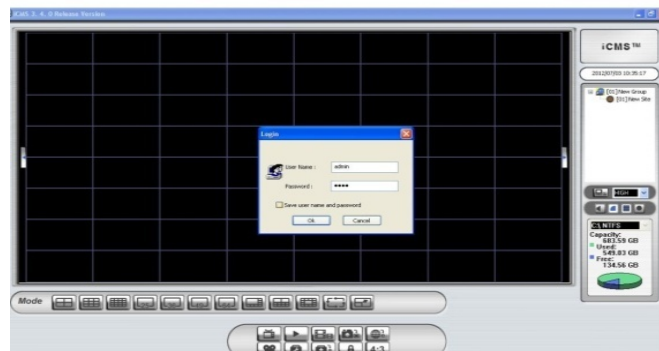 iCMS 3. 4. 0 Release Version
iCMS™
2012/07/03 10:35:17
[01]New Group
[01]New Site
Login
User Name :
admin
Password :
Save user name and password
Ok
Cancel
HIGH
C:\ NTFS
Capacity:
683.59 GB
Used:
549.03 GB
Free:
134.56 GB
Mode
4:3